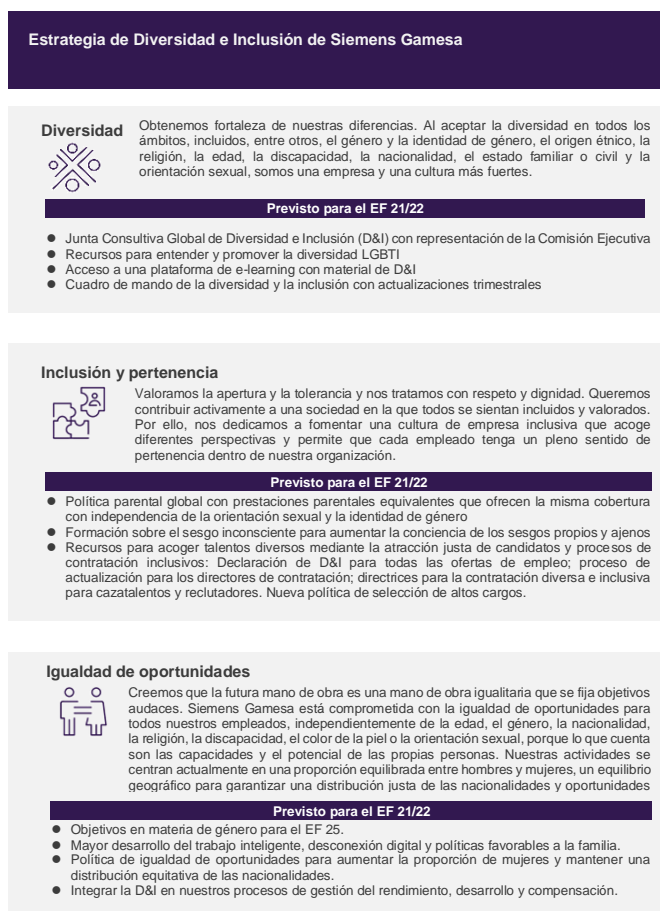 Estrategia de Diversidad e Inclusión de Siemens Gamesa
Diversidad
Obtenemos fortaleza de nuestras diferencias. Al aceptar la diversidad en todos los
ámbitos, incluidos, entre otros, el género y la identidad de género, el origen étnico, la
religión, la edad, la discapacidad, la nacionalidad, el estado familiar o civil y la
orientación sexual, somos una empresa y una cultura más fuertes.
Previsto para el EF 21/22
● Junta Consultiva Global de Diversidad e Inclusión (D&I) con representación de la Comisión Ejecutiva
● Recursos para entender y promover la diversidad LGBTI
● Acceso a una plataforma de e-learning con material de D&I
● Cuadro de mando de la diversidad y la inclusión con actualizaciones trimestrales
Inclusión y pertenencia
Valoramos la apertura y la tolerancia y nos tratamos con respeto y dignidad. Queremos
contribuir activamente a una sociedad en la que todos se sientan incluidos y valorados.
Por ello, nos dedicamos a fomentar una cultura de empresa inclusiva que acoge
diferentes perspectivas y permite que cada empleado tenga un pleno sentido de
pertenencia dentro de nuestra organización.
Previsto para el EF 21/22
● Política parental global con prestaciones parentales equivalentes que ofrecen la misma cobertura
con independencia de la orientación sexual y la identidad de género
● Formación sobre el sesgo inconsciente para aumentar la conciencia de los sesgos propios y ajenos
● Recursos para acoger talentos diversos mediante la atracción justa de candidatos y procesos de
contratación inclusivos: Declaración de D&I para todas las ofertas de empleo; proceso de
actualización para los directores de contratación; directrices para la contratación diversa e inclusiva
para cazatalentos y reclutadores. Nueva política de selección de altos cargos.
Igualdad de oportunidades
Creemos que la futura mano de obra es una mano de obra igualitaria que se fija objetivos
audaces. Siemens Gamesa está comprometida con la igualdad de oportunidades para
todos nuestros empleados, independientemente de la edad, el género, la nacionalidad,
la religión, la discapacidad, el color de la piel o la orientación sexual, porque lo que cuenta
son las capacidades y el potencial de las propias personas. Nuestras actividades se
centran actualmente en una proporción equilibrada entre hombres y mujeres, un equilibrio
geográfico para garantizar una distribución justa de las nacionalidades y oportunidades
Previsto para el EF 21/22
● Objetivos en materia de género para el EF 25.
● Mayor desarrollo del trabajo inteligente, desconexión digital y políticas favorables a la familia.
● Política de igualdad de oportunidades para aumentar la proporción de mujeres y mantener una
distribución equitativa de las nacionalidades.
● Integrar la D&I en nuestros procesos de gestión del rendimiento, desarrollo y compensación.